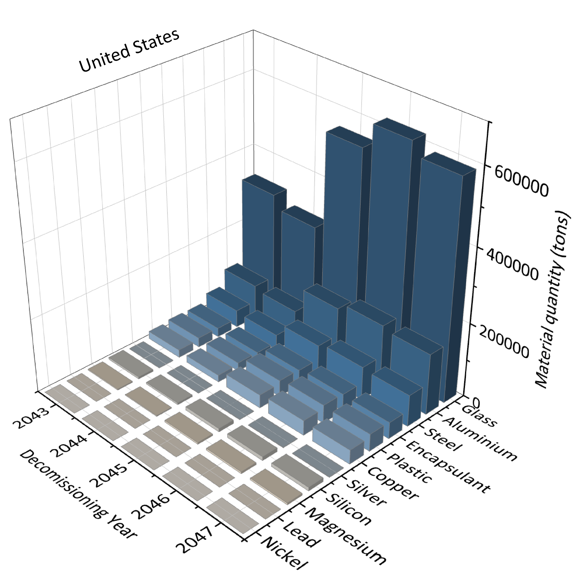 United States
600000
400000
200000
0
Material quantity (tons)
Glass
Aluminium
Steel
Encapsulant
Plastic
Copper
Silver
Silicon
Magnesium
Lead
Nickel
2043
2044
2045
2046
2047
Decomissioning Year